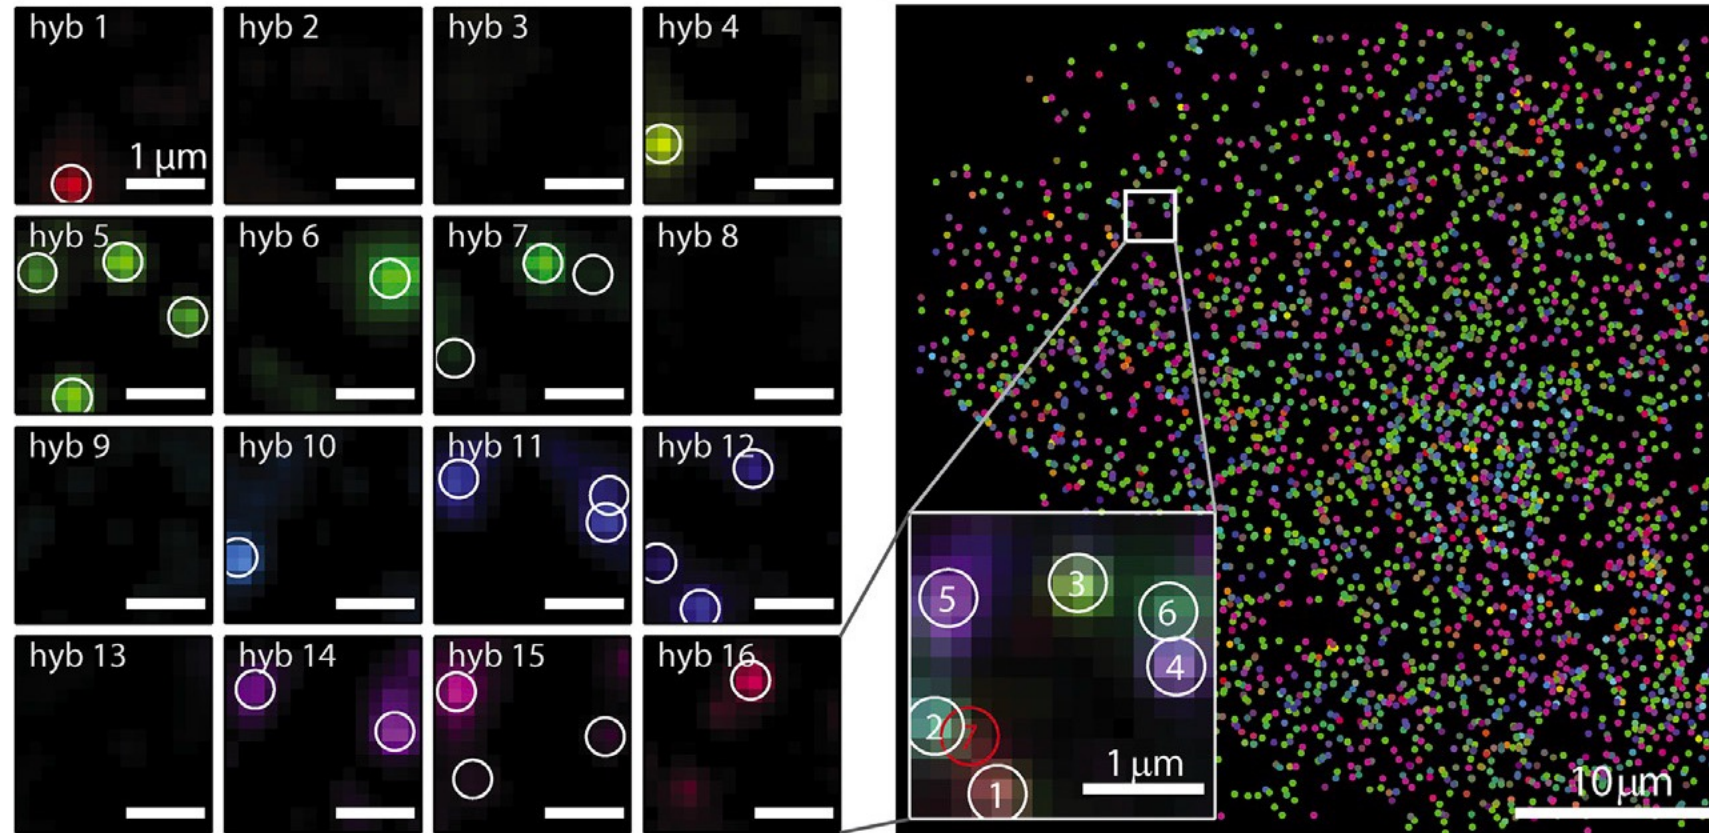 hyb 1
1 μm
hyb 2
hyb 3
hyb 4
hyb 5
hyb 6
hyb 7
hyb 8
hyb 9
hyb 10
hyb 11
hyb 12
hyb 13
hyb 14
hyb 15
hyb 16
5
3
6
4
2
7
1
1 μm
10 μm